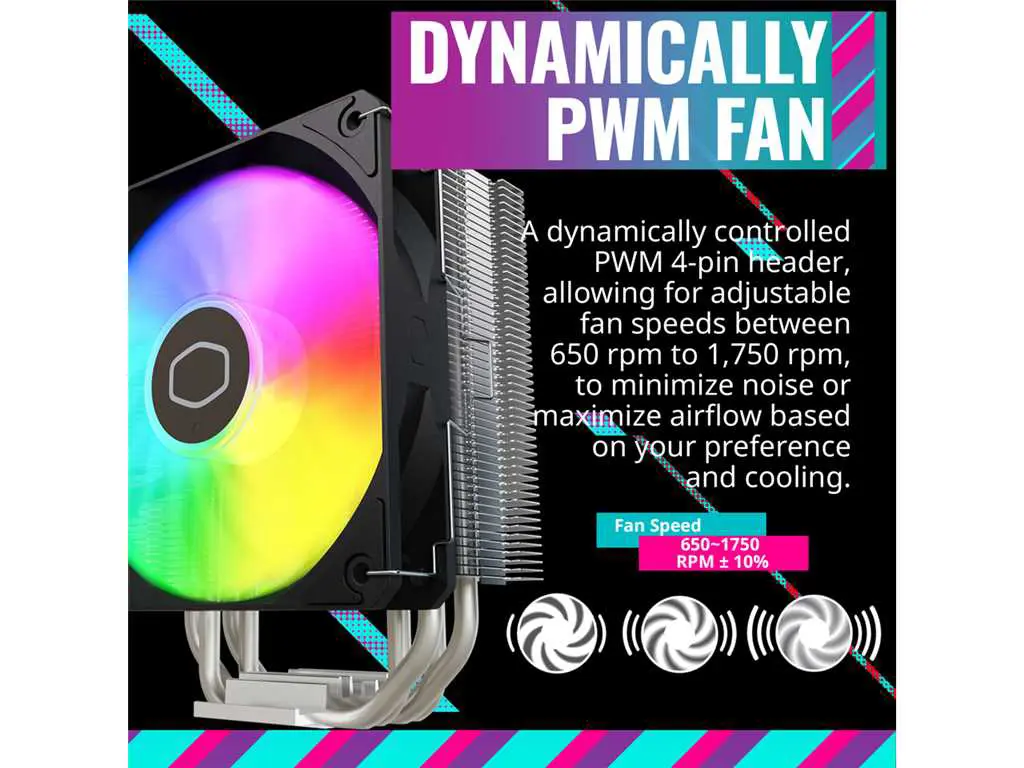 DYNAMICALLY
PWM FAN
A dynamically controlled
PWM 4-pin header,
allowing for adjustable
fan speeds between
650 rpm to 1,750 rpm,
to minimize noise or
maximize airflow based
on your preference
and cooling.
Fan Speed
650~1750
RPM ± 10%